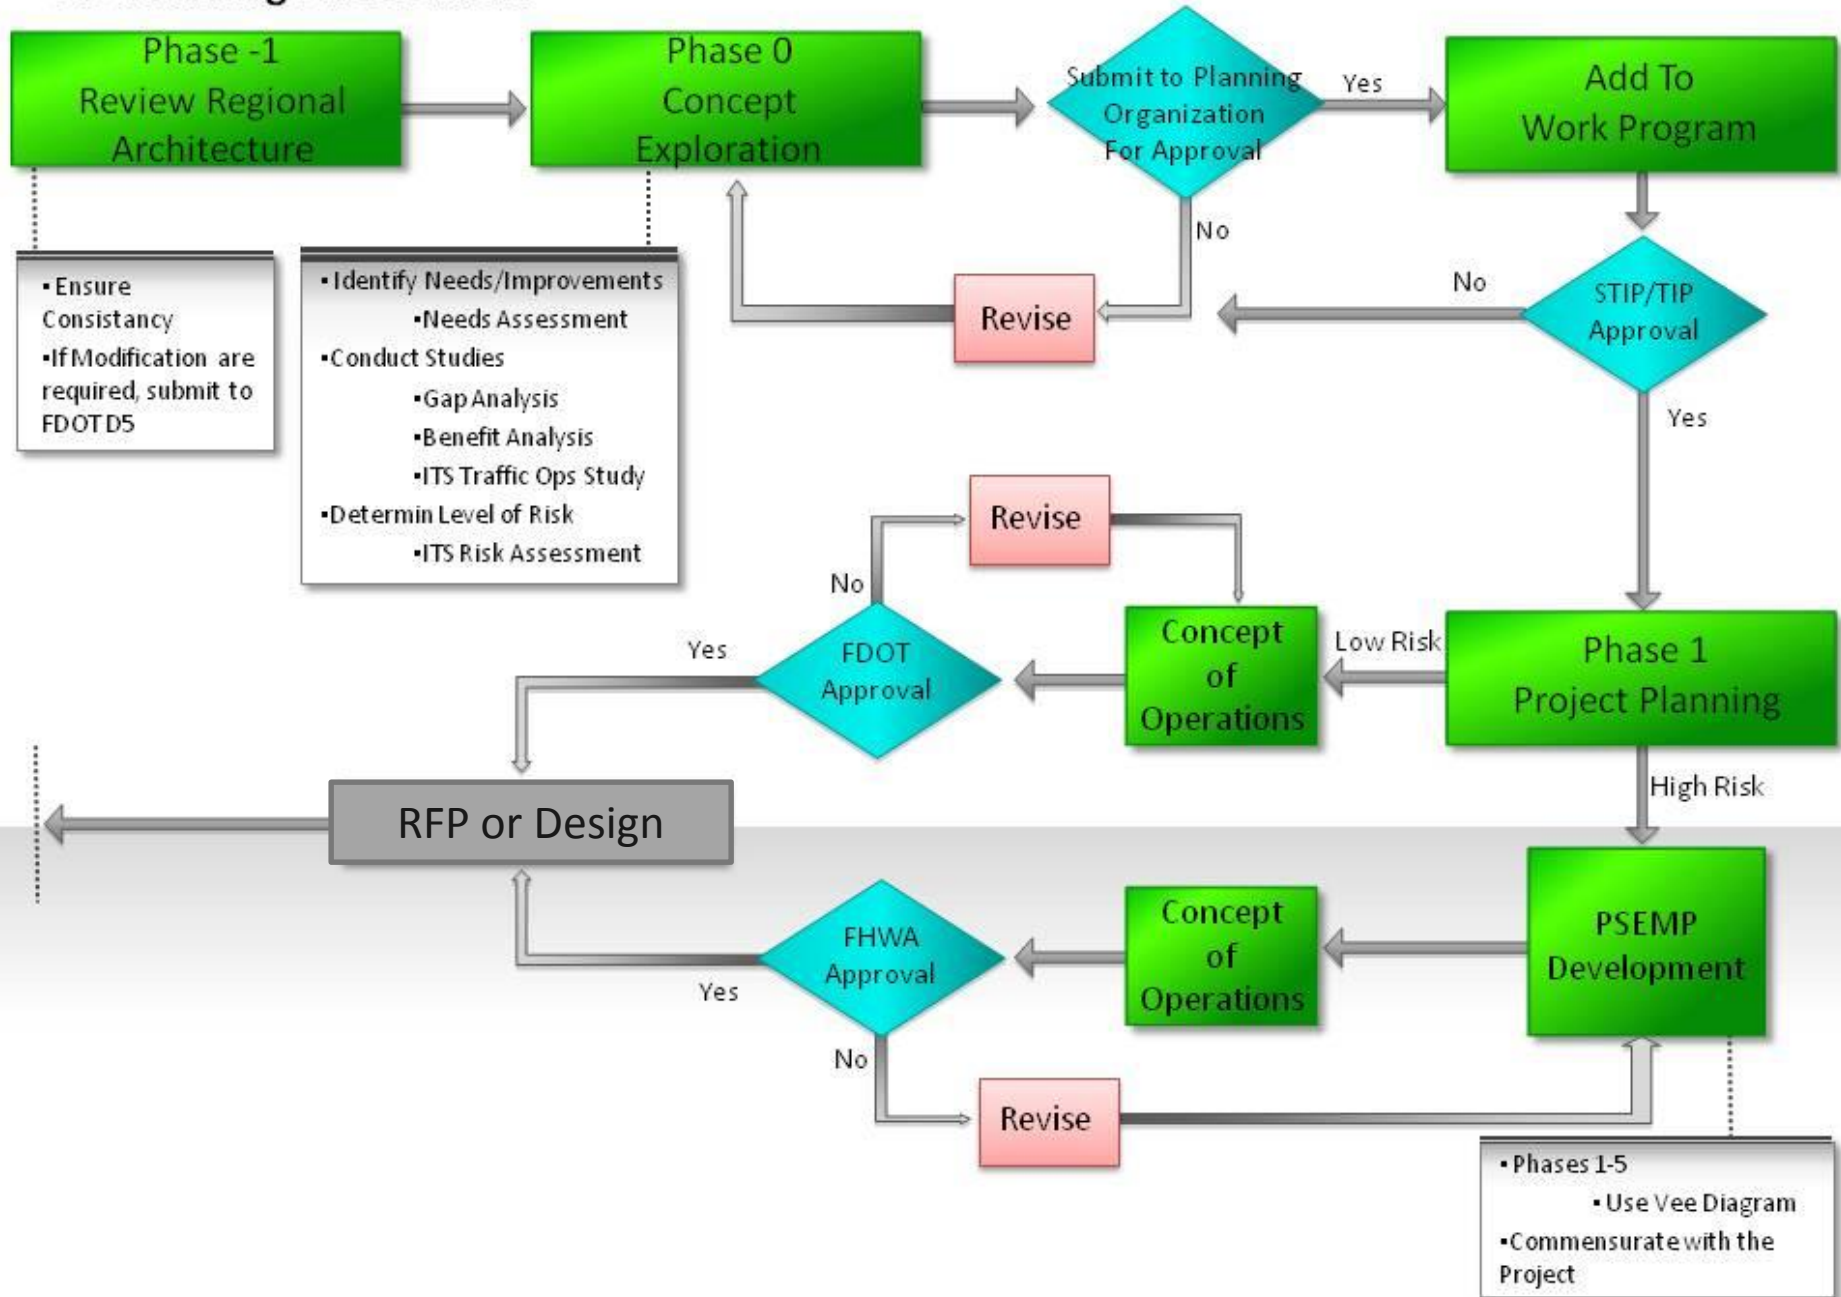 Phase -1
Review Regional
Architecture
Phase 0
Concept
Exploration
Submit to Planning
Organization
For Approval
Yes
Add To
Work Program
No
Revise
No
STIP/TIP
Approval
Yes
▪Ensure
Consistancy
▪If Modification are
required, submit to
FDOT D5
▪Identify Needs/Improvements
▪Needs Assessment
▪Conduct Studies
▪Gap Analysis
▪Benefit Analysis
▪ITS Traffic Ops Study
▪Determin Level of Risk
▪ITS Risk Assessment
Revise
No
Yes
FDOT
Approval
Concept
of
Operations
Low Risk
Phase 1
Project Planning
High Risk
RFP or Design
FHWA
Approval
Yes
No
Concept
of
Operations
PSEMP
Development
Revise
▪Phases 1-5
▪Use Vee Diagram
▪Commensurate with the
Project